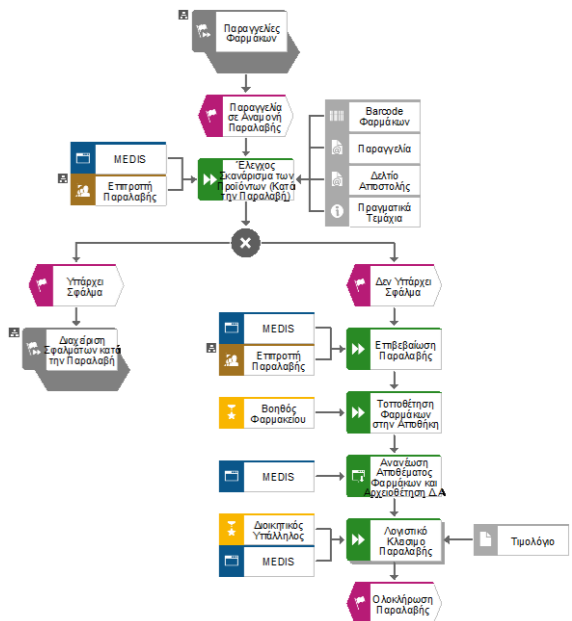 Παραγγελίες
Φαρμάκων
Παραγγελία
σε Αναμονή
Παραλαβής
Barcode
Φαρμάκων
Παραγγελία
Δελτίο
Αποστολής
Πραγματικά
Τεμάχια
MEDIS
Επιτροπή
Παραλαβής
Έλεγχος
Σκανάρισμα των
Προϊόντων (Κατά
την Παραλαβή)
Υπάρχει
Σφάλμα
Δεν Υπάρχει
Σφάλμα
Διαχείριση
Σφαλμάτων κατά
την Παραλαβή
MEDIS
Επιτροπή
Παραλαβής
Επιβεβαίωση
Παραλαβής
Βοηθός
Φαρμακείου
Τοποθέτηση
Φαρμάκων
στην Αποθήκη
MEDIS
Ανανέωση
Αποθέματος
Φαρμάκων και
Αρχειοθέτηση ΔΑ
Διοικητικός
Υπάλληλος
MEDIS
Λογιστικό
Κλεισιμο
Παραλαβής
Τιμολόγιο
Ολοκλήρωση
Παραλαβής